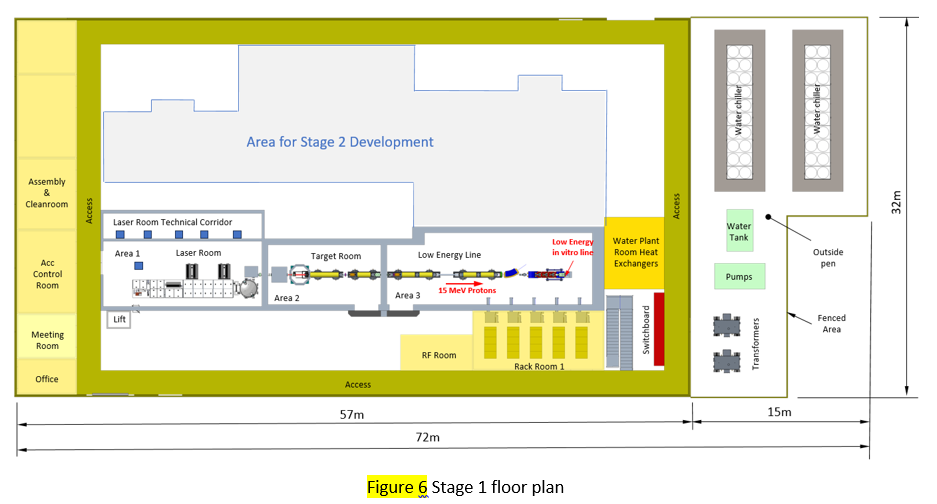 Water chiller
Water chiller
32m
Area for Stage 2 Development
Assembly
&
Cleanroom
Access
Access
Laser Room Technical Corridor
Water
Tank
Outside
pen
Low Energy
in vitro line
Water Plant
Room Heat
Exchangers
Area 1
Laser Room
Target Room
Low Energy Line
Acc
Control
Room
Pumps
15 MeV Protons
Area 2
Area 3
Lift
Meeting
Room
Switchboard
Transformers
Fenced
Area
RF Room
Rack Room 1
Office
Access
57m
15m
72m
Figure 6 Stage 1 floor plan